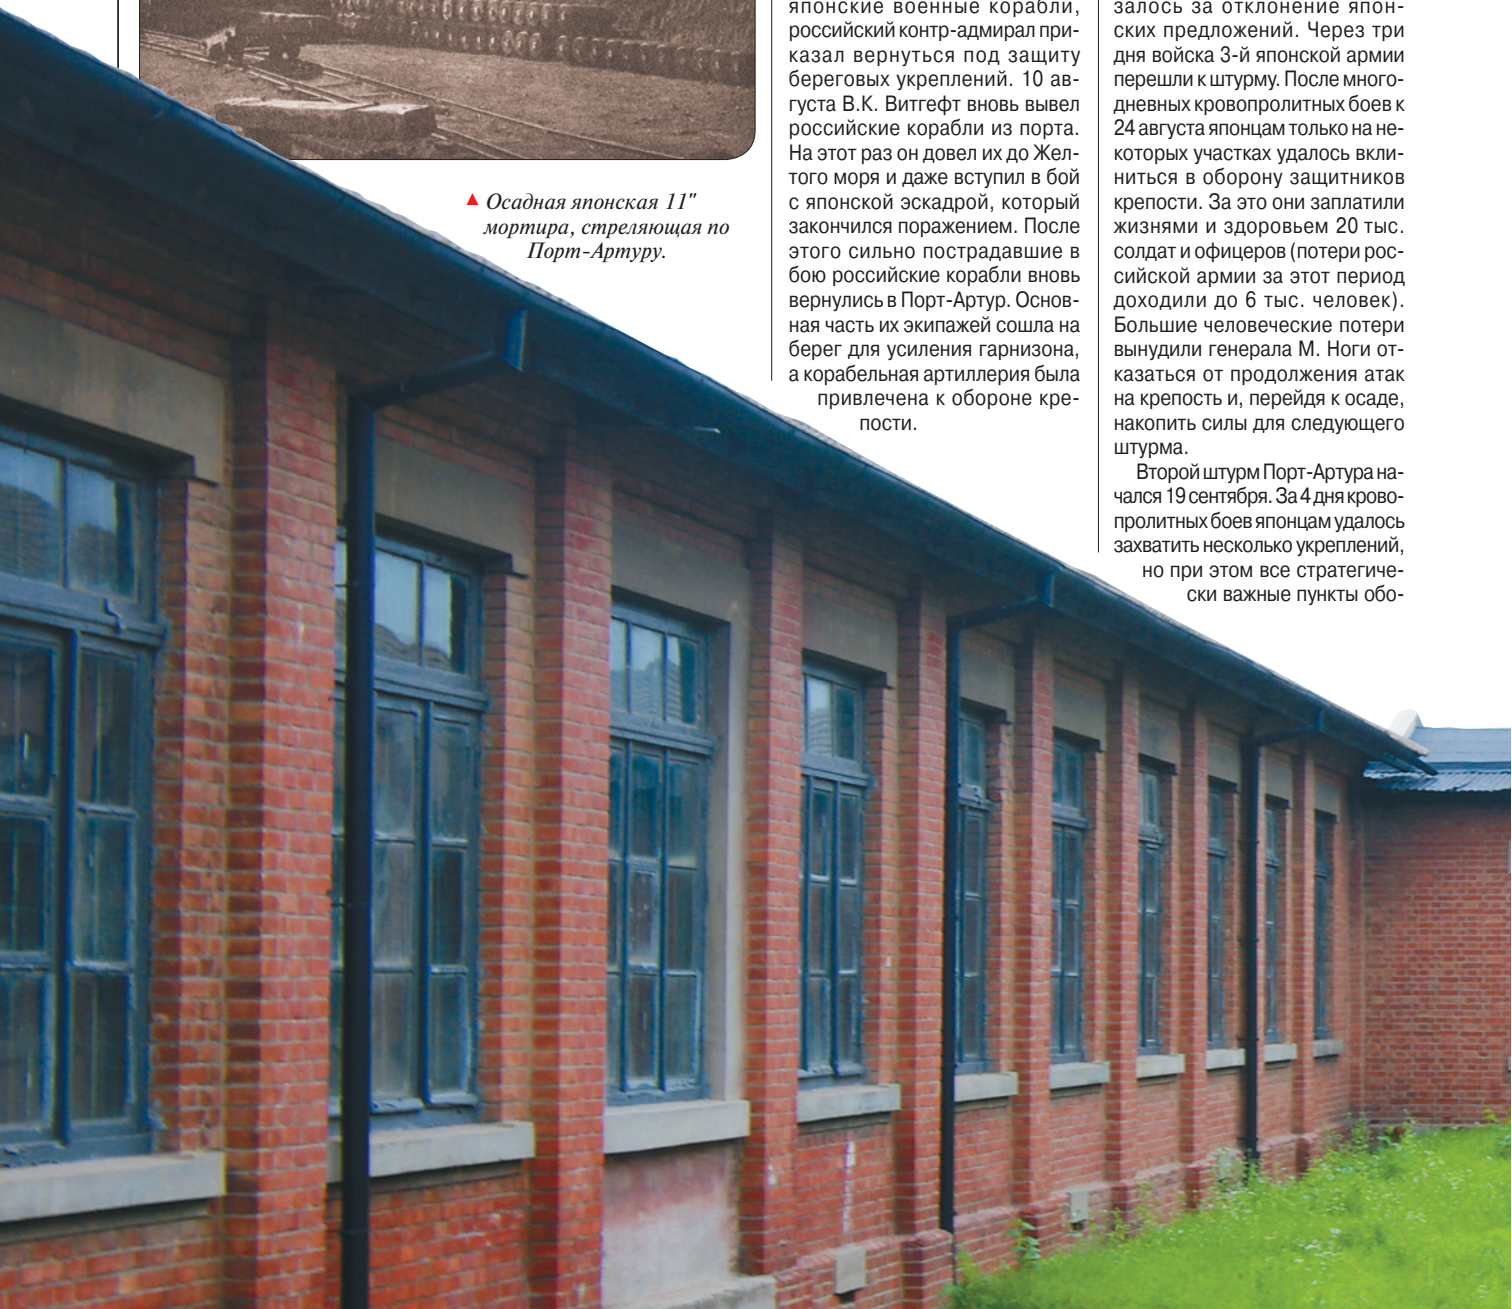 Осадная японская 11"
мортира, стреляющая по
Порт-Артуру.
японские военные корабли,
российский контр-адмирал при-
казал вернуться под защиту
береговых укреплений. 10 ав-
густа В.К. Витгефт вновь вывел
российские корабли из порта.
На этот раз он довел их до Жел-
того моря и даже вступил в бой
с японской эскадрой, который
закончился поражением. После
этого сильно пострадавшие в
бою российские корабли вновь
вернулись в Порт-Артур. Основ-
ная часть их экипажей сошла на
берег для усиления гарнизона,
а корабельная артиллерия была
привлечена к обороне кре-
пости.
залось за отклонение япон-
ских предложений. Через три
дня войска 3-й японской армии
перешли к штурму. После много-
дневных кровопролитных боев к
24 августа японцам только на не-
которых участках удалось вкли-
ниться в оборону защитников
крепости. За это они заплатили
жизнями и здоровьем 20 тыс.
солдат и офицеров (потери рос-
сийской армии за этот период
доходили до 6 тыс. человек).
Большие человеческие потери
вынудили генерала М. Ноги от-
казаться от продолжения атак
на крепость и, перейдя к осаде,
накопить силы для следующего
штурма.
Второй штурм Порт-Артура на-
чался 19 сентября. За 4 дня крово-
пролитных боев японцам удалось
захватить несколько укреплений,
но при этом все стратегиче-
ски важные пункты обо-